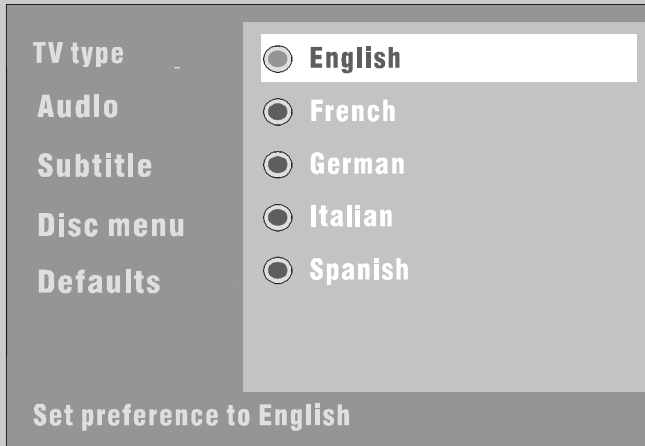 TV type
Audlo
Subtitle
Disc menu
Defaults
English
French
German
Italian
Spanish
Set preference to English